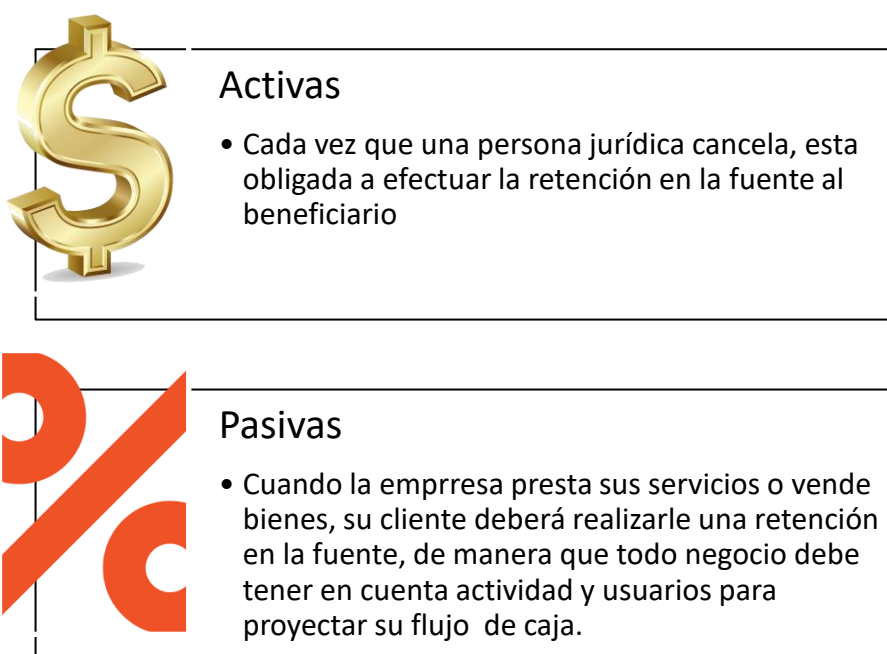 Activas
• Cada vez que una persona jurídica cancela, esta
obligada a efectuar la retención en la fuente al
beneficiario
Pasivas
• Cuando la emprresa presta sus servicios o vende
bienes, su cliente deberá realizarle una retención
en la fuente, de manera que todo negocio debe
tener en cuenta actividad y usuarios para
proyectar su flujo de caja.